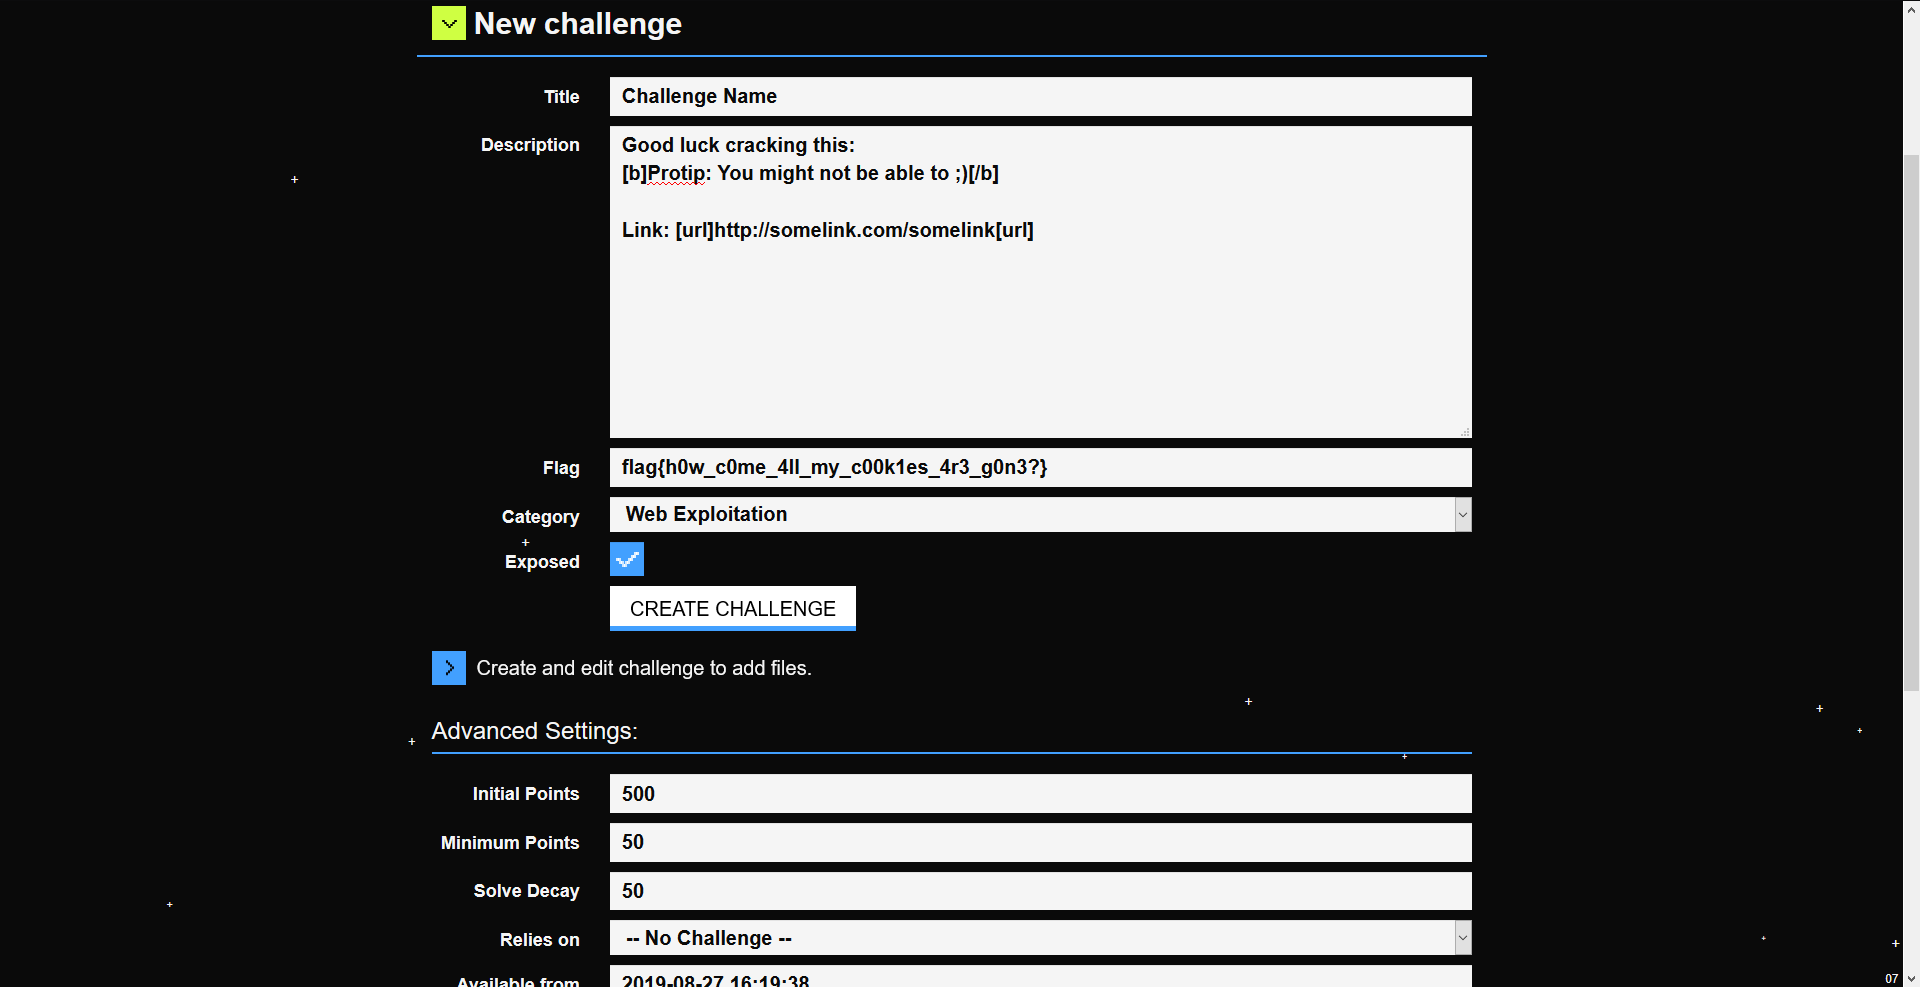 New challenge
Title
Challenge Name
Description
Good luck cracking this:
[b]Protip: You might not be able to ;)[/b]
Link: [url]http://somelink.com/somelink[url]
Flag
flag{h0w_c0me_4ll_my_c00k1es_4r3_g0n3?}
Category
Web Exploitation
Exposed
CREATE CHALLENGE
Create and edit challenge to add files.
Advanced Settings:
Initial Points
500
Minimum Points
50
Solve Decay
50
Relies on
-- No Challenge --
Available from
2019-08-27 16:19:38
07